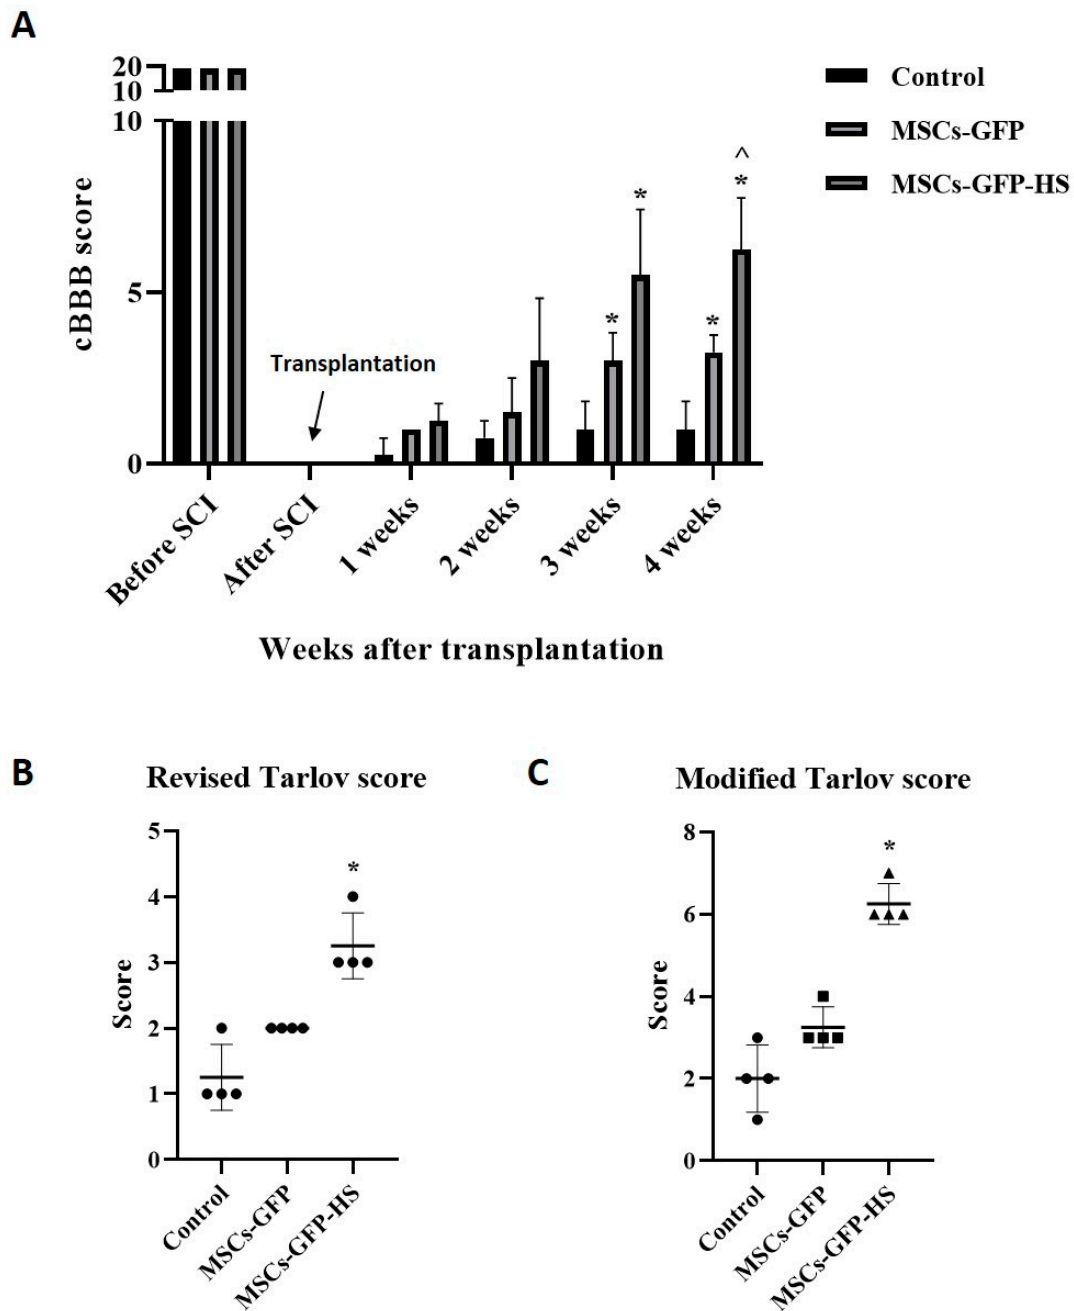 A
20
10
10
5
0
cBBB score
Control
MSCs-GFP
MSCs-GFP-HS
Transplantation
*
*
*
^
*
Before SCI
After SCI
1 weeks
2 weeks
3 weeks
4 weeks
Weeks after transplantation
B
Revised Tarlov score
5
4
3
2
1
0
Score
*
Control
MSCs-GFP
MSCs-GFP-HS
C
Modified Tarlov score
8
6
4
2
0
Score
*
Control
MSCs-GFP
MSCs-GFP-HS